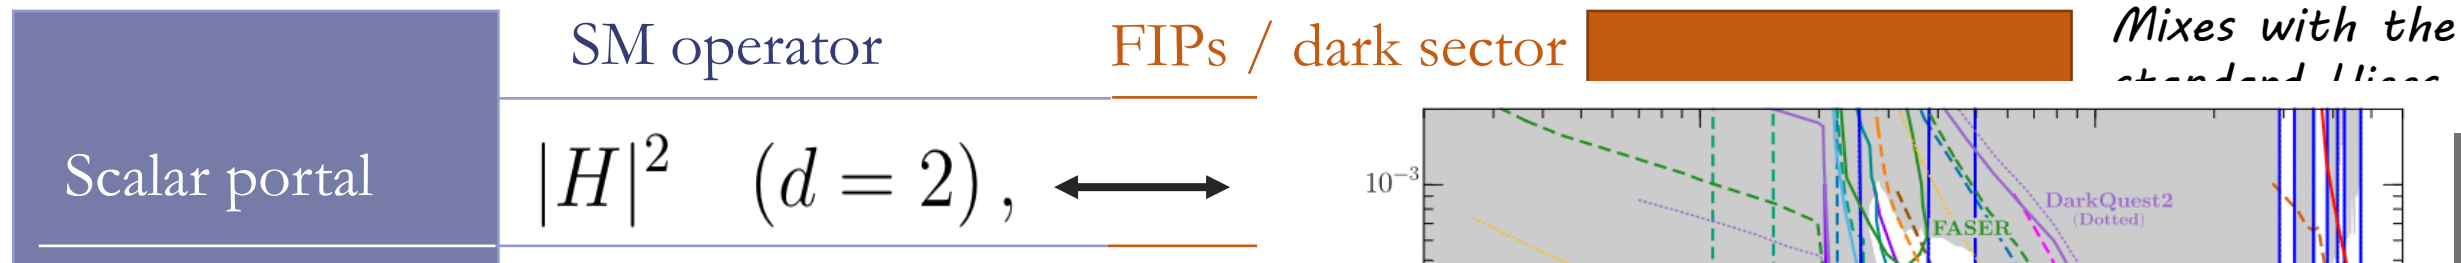 SM operator
FIPs / dark sector
Mixes with the
Scalar portal
|H|² (d = 2) ,
10⁻³
DarkQuest2
(Dotted)
FASER